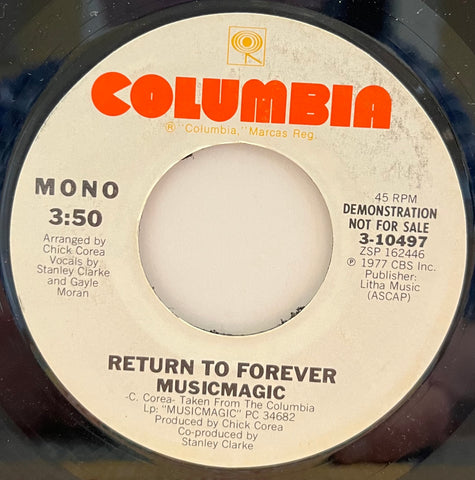 COLUMBIA
® "Columbia," Marcas Reg.
MONO
3:50
Arranged by
Chick Corea
Vocals by
Stanley Clarke
and Gayle
Moran
45 RPM
DEMONSTRATION
NOT FOR SALE
3-10497
ZSP 162446
℗ 1977 CBS Inc.
Publisher:
Litha Music
(ASCAP)
RETURN TO FOREVER
MUSICMAGIC
-C. Corea- Taken From The Columbia
Lp: "MUSICMAGIC" PC 34682
Produced by Chick Corea
Co-produced by
Stanley Clarke